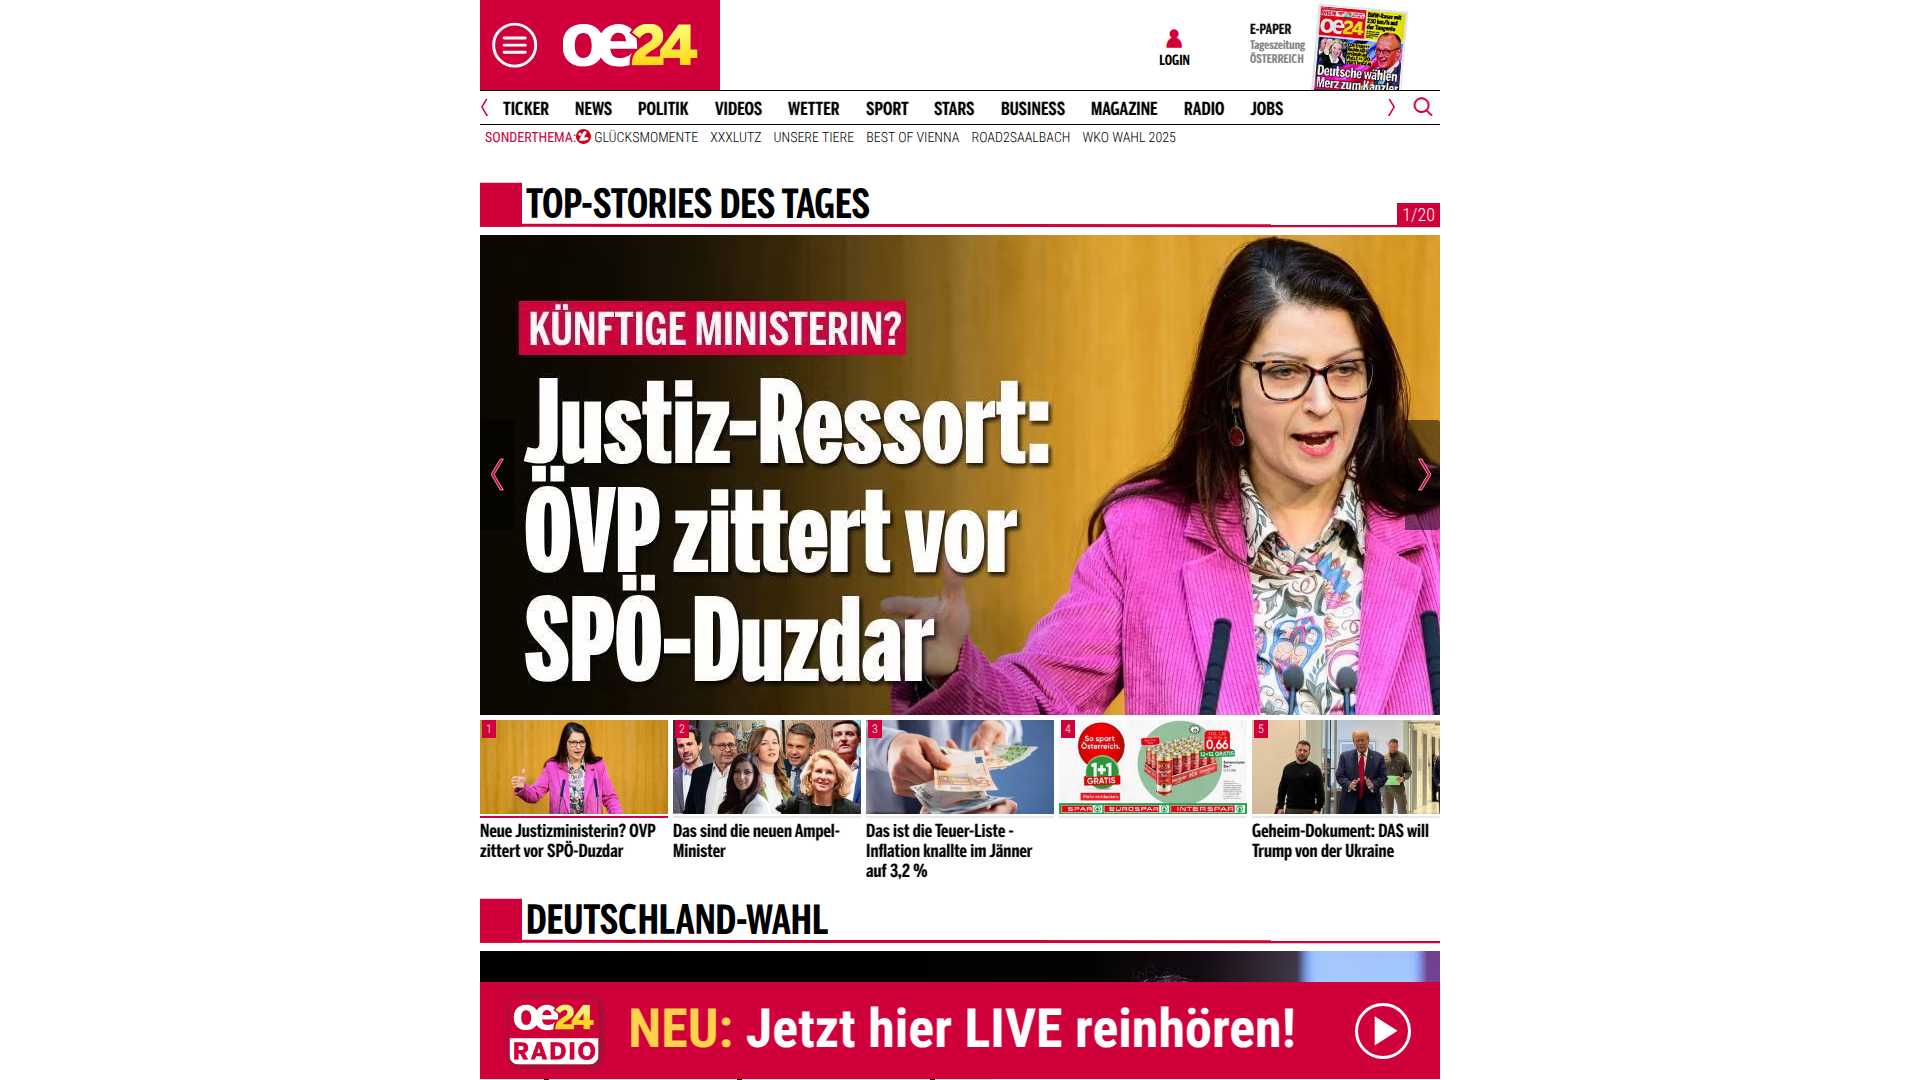 oe24
LOGIN
E-PAPER
Tageszeitung
ÖSTERREICH
oe24
Deutsche wählen
Merz zum Kanzler
TICKER NEWS POLITIK VIDEOS WETTER SPORT STARS BUSINESS MAGAZINE RADIO JOBS
SONDERTHEMA: GLÜCKSMOMENTE XXXLUTZ UNSERE TIERE BEST OF VIENNA ROAD2SAALBACH WKO WAHL 2025
TOP-STORIES DES TAGES
1/20
KÜNFTIGE MINISTERIN?
Justiz-Ressort:
ÖVP zittert vor
SPÖ-Duzdar
1
2
3
4
5
So spart
Österreich.
1+1
GRATIS
0,66
12+12 GRATIS
SPAR EUROSPAR INTERSPAR
Neue Justizministerin? ÖVP
zittert vor SPÖ-Duzdar
Das sind die neuen Ampel-
Minister
Das ist die Teuer-Liste -
Inflation knallte im Jänner
auf 3,2 %
Geheim-Dokument: DAS will
Trump von der Ukraine
DEUTSCHLAND-WAHL
oe24
RADIO
NEU: Jetzt hier LIVE reinhören!